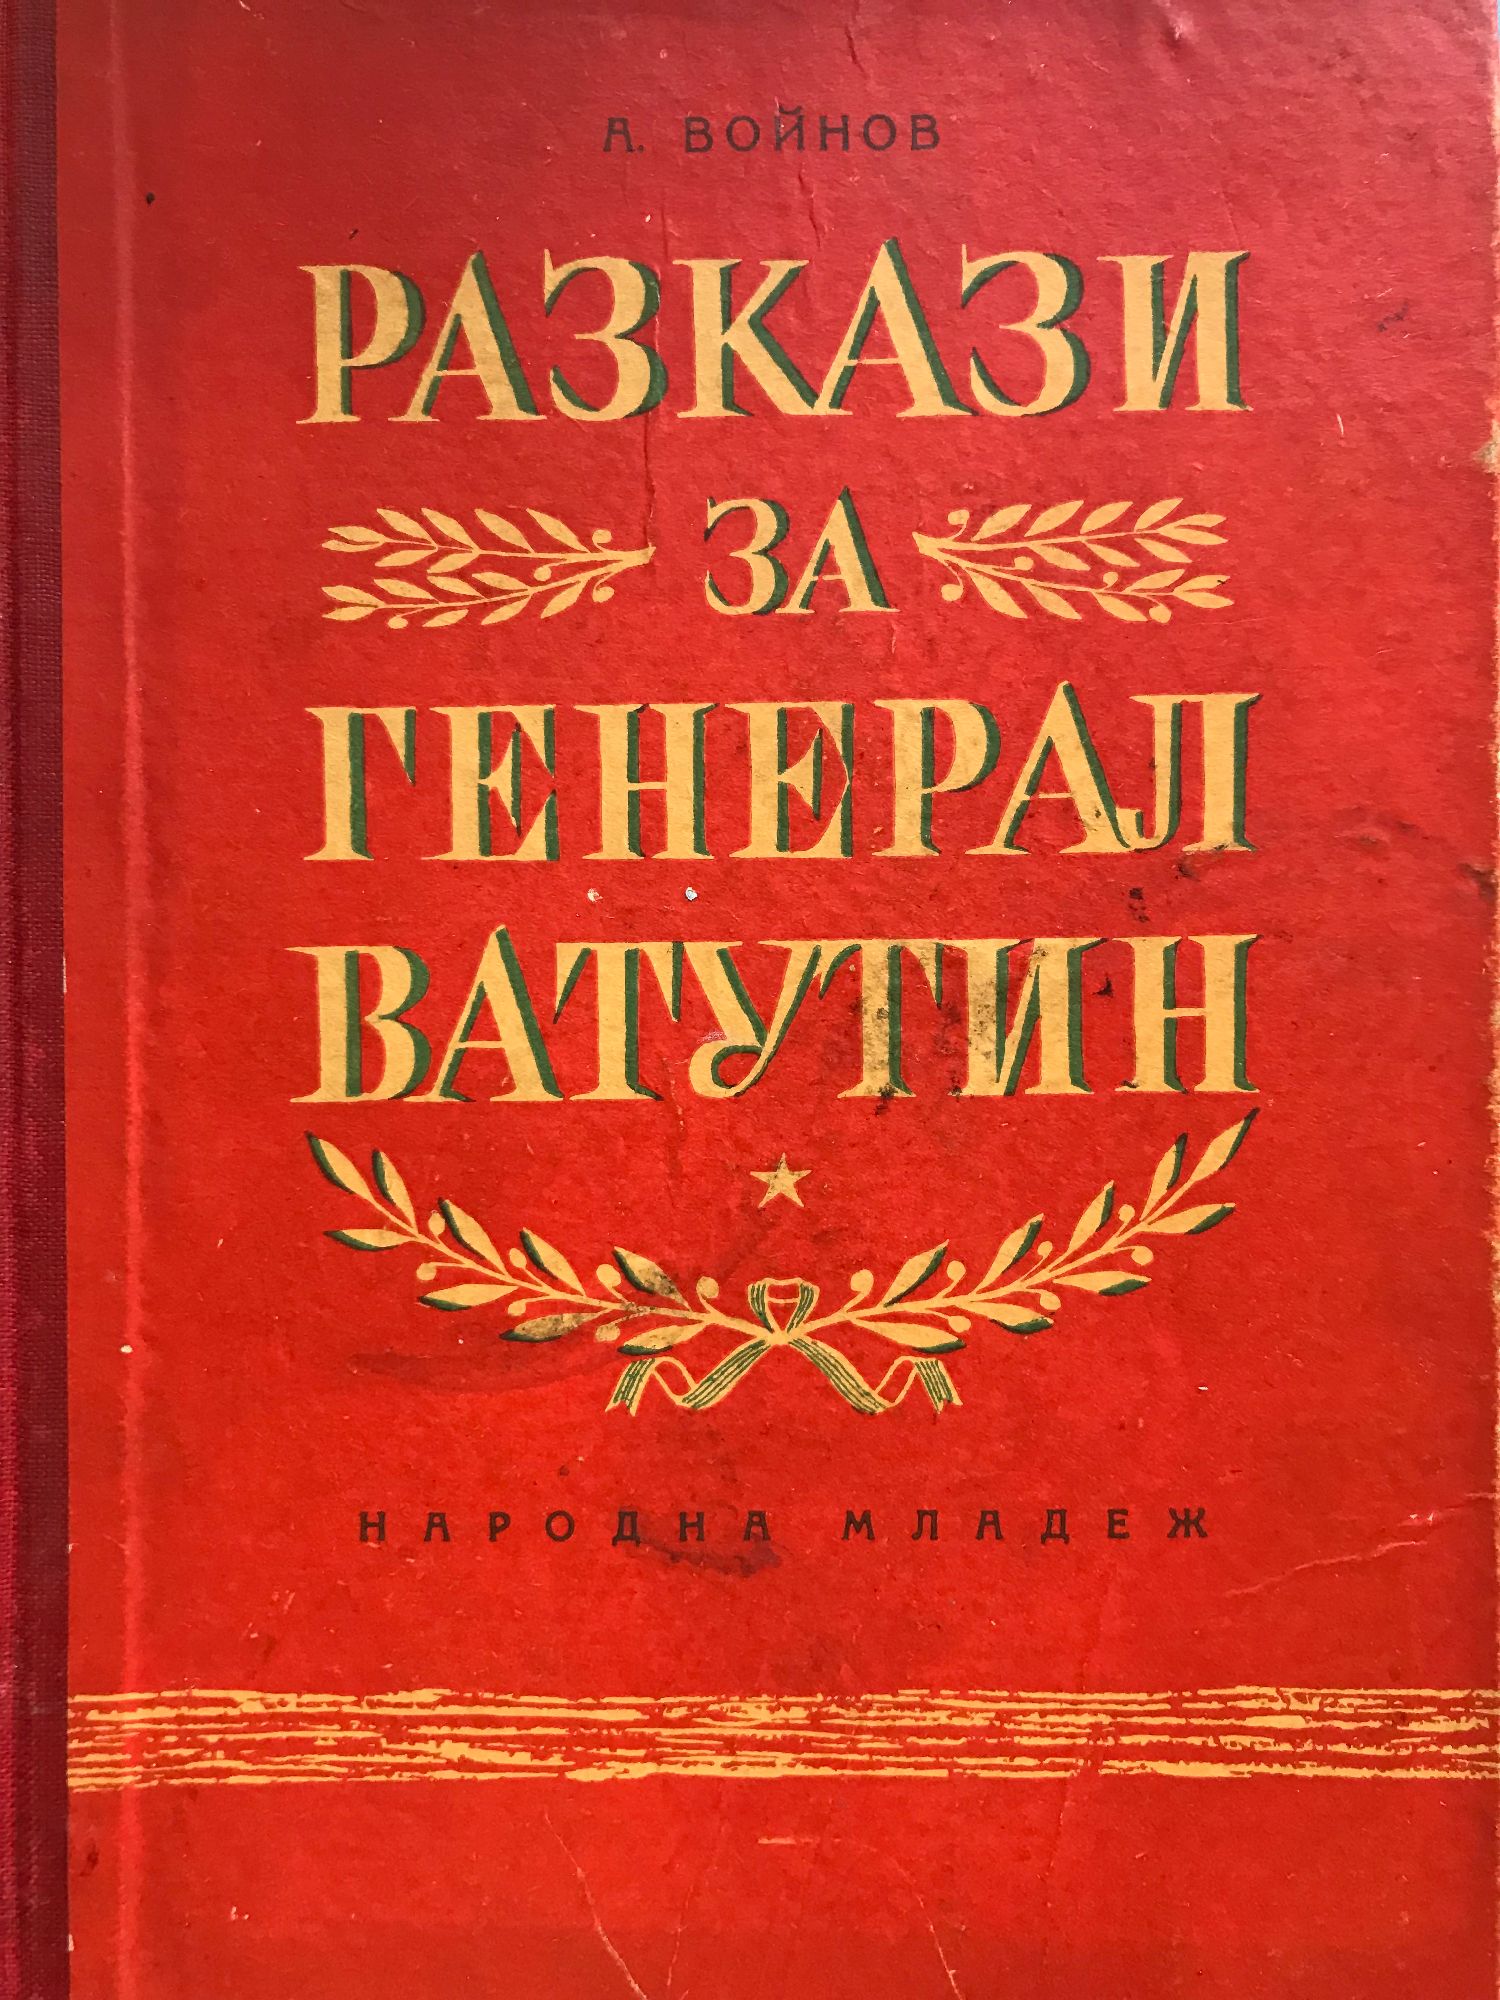 А. ВОЙНОВ
РАЗКАЗИ
ЗА
ГЕНЕРАЛ
ВАТУТИН
НАРОДНА МЛАДЕЖ